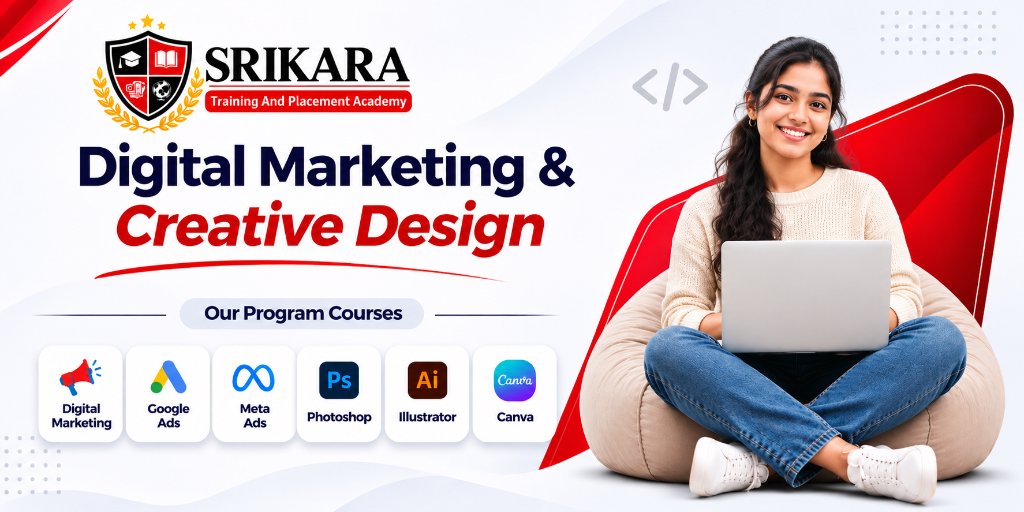 SRIKARA
Training And Placement Academy
Digital Marketing &
Creative Design
Our Program Courses
Digital
Marketing
Google
Ads
Meta
Ads
Ps
Photoshop
Ai
Illustrator
Canva
Canva